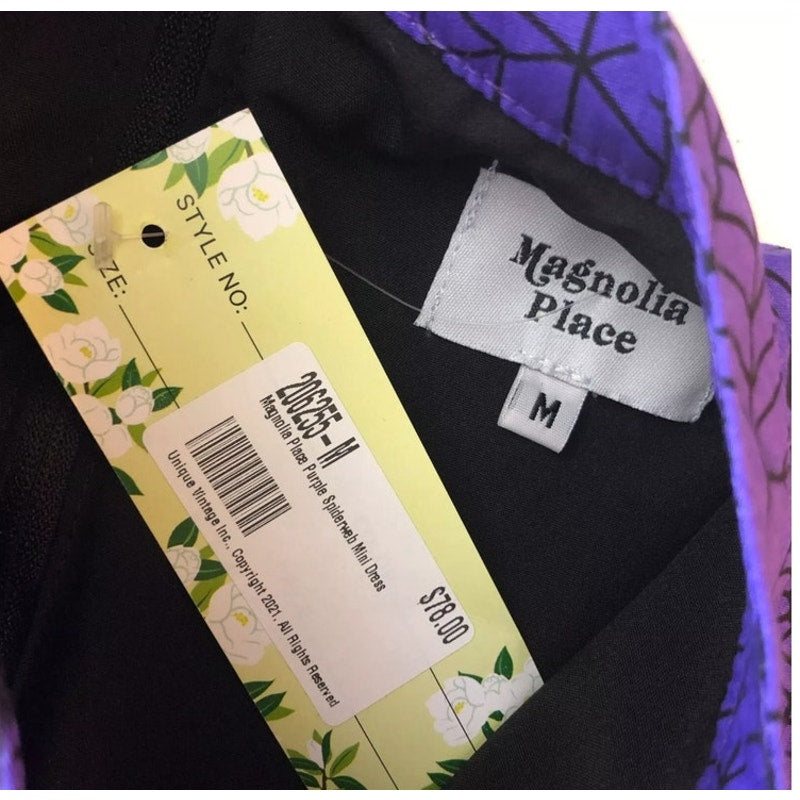 STYLE NO:
SIZE:
206255-M
Magnolia Place Purple Spiderweb Mini Dress
$78.00
Unique Vintage Inc., Copyright 2021. All Rights Reserved
Magnolia
Place
M